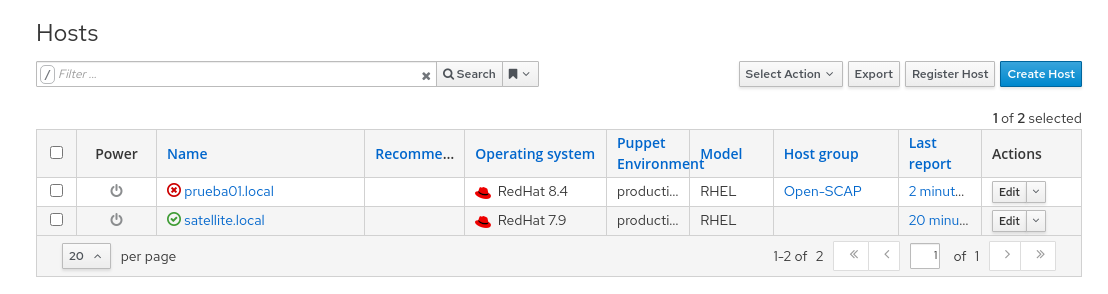 Hosts
/ Filter ... Search Select Action Export Register Host Create Host
1 of 2 selected
Power Name Recomme... Operating system Puppet Environment Model Host group Last report Actions
prueba01.local RedHat 8.4 producti... RHEL Open-SCAP 2 minut... Edit
satellite.local RedHat 7.9 producti... RHEL 20 minu... Edit
20 per page 1-2 of 2 « < 1 of 1 > »